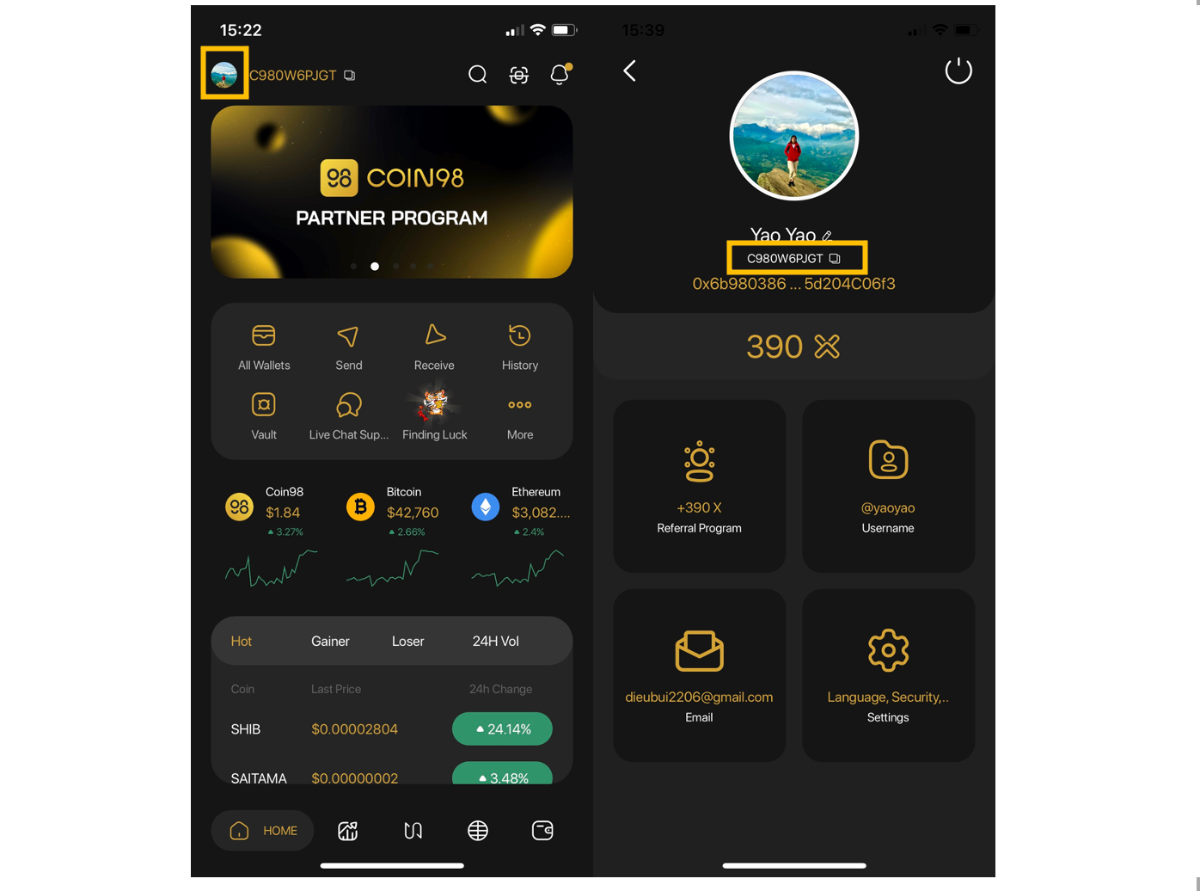 15:22
C980W6PJGT
98 COIN98
PARTNER PROGRAM
All Wallets Send Receive History
Vault Live Chat Sup... Finding Luck More
Coin98 Bitcoin Ethereum
$1.84 $42,760 $3,082....
3.27% 2.66% 2.4%
Hot Gainer Loser 24H Vol
Coin Last Price 24h Change
SHIB $0.00002804 24.14%
SAITAMA $0.00000002 3.48%
HOME
15:39
Yao Yao
C980W6PJGT
0x6b980386 ... 5d204C06f3
390
+390 X
Referral Program
@yaoyao
Username
dieubui2206@gmail.com
Email
Language, Security,..
Settings